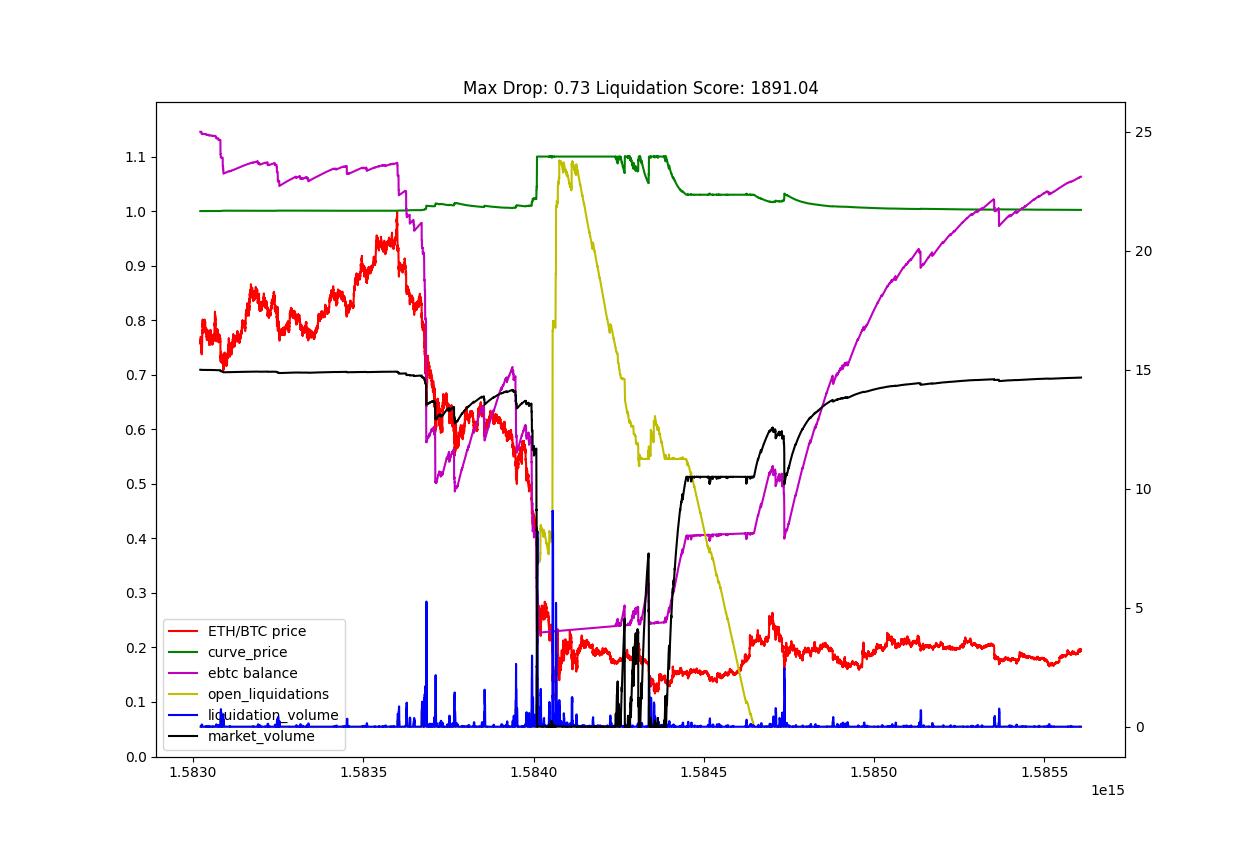 Max Drop: 0.73 Liquidation Score: 1891.04
1.1
1.0
0.9
0.8
0.7
0.6
0.5
0.4
0.3
0.2
0.1
0.0
25
20
15
10
5
0
ETH/BTC price
curve_price
ebtc balance
open_liquidations
liquidation_volume
market_volume
1.5830 1.5835 1.5840 1.5845 1.5850 1.5855
1e15